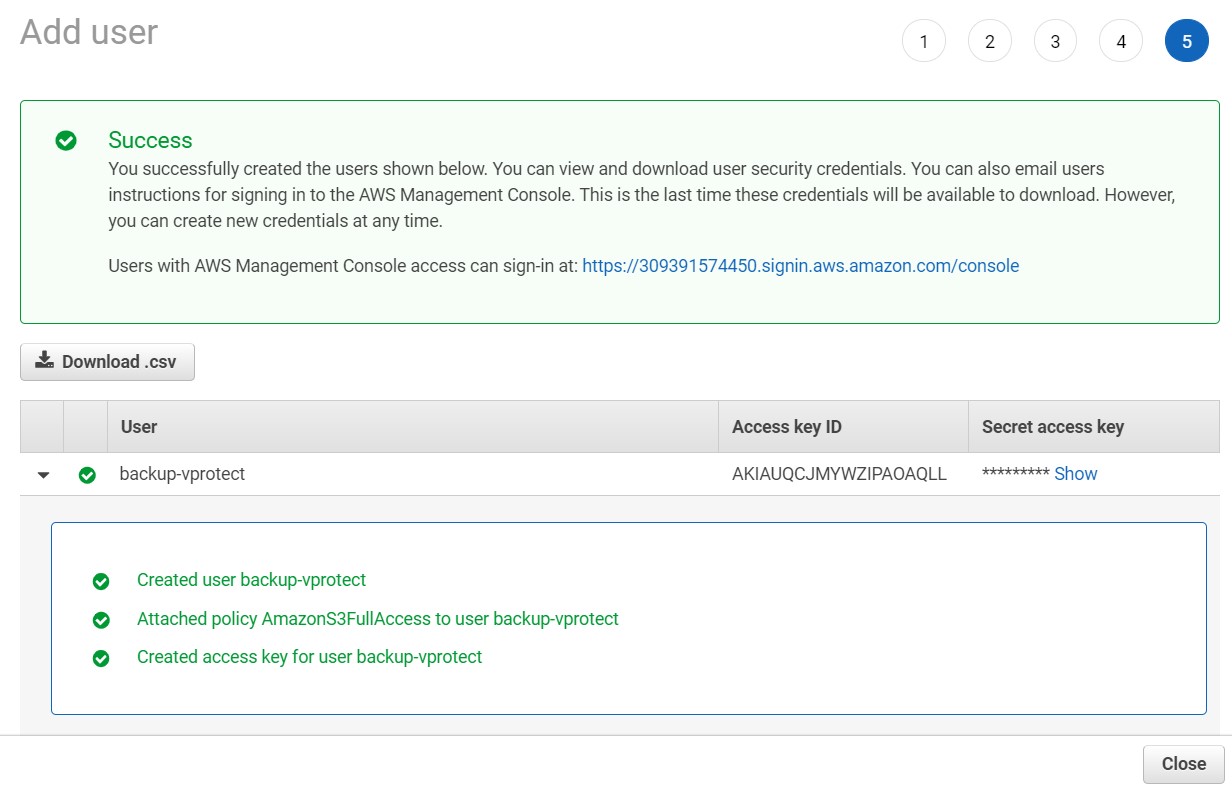 Add user
1 2 3 4 5
Success
You successfully created the users shown below. You can view and download user security credentials. You can also email users
instructions for signing in to the AWS Management Console. This is the last time these credentials will be available to download. However,
you can create new credentials at any time.
Users with AWS Management Console access can sign-in at: https://309391574450.signin.aws.amazon.com/console
Download .csv
User Access key ID Secret access key
backup-vprotect AKIAUQCJMYWZIPAOAQLL ********* Show
Created user backup-vprotect
Attached policy AmazonS3FullAccess to user backup-vprotect
Created access key for user backup-vprotect
Close